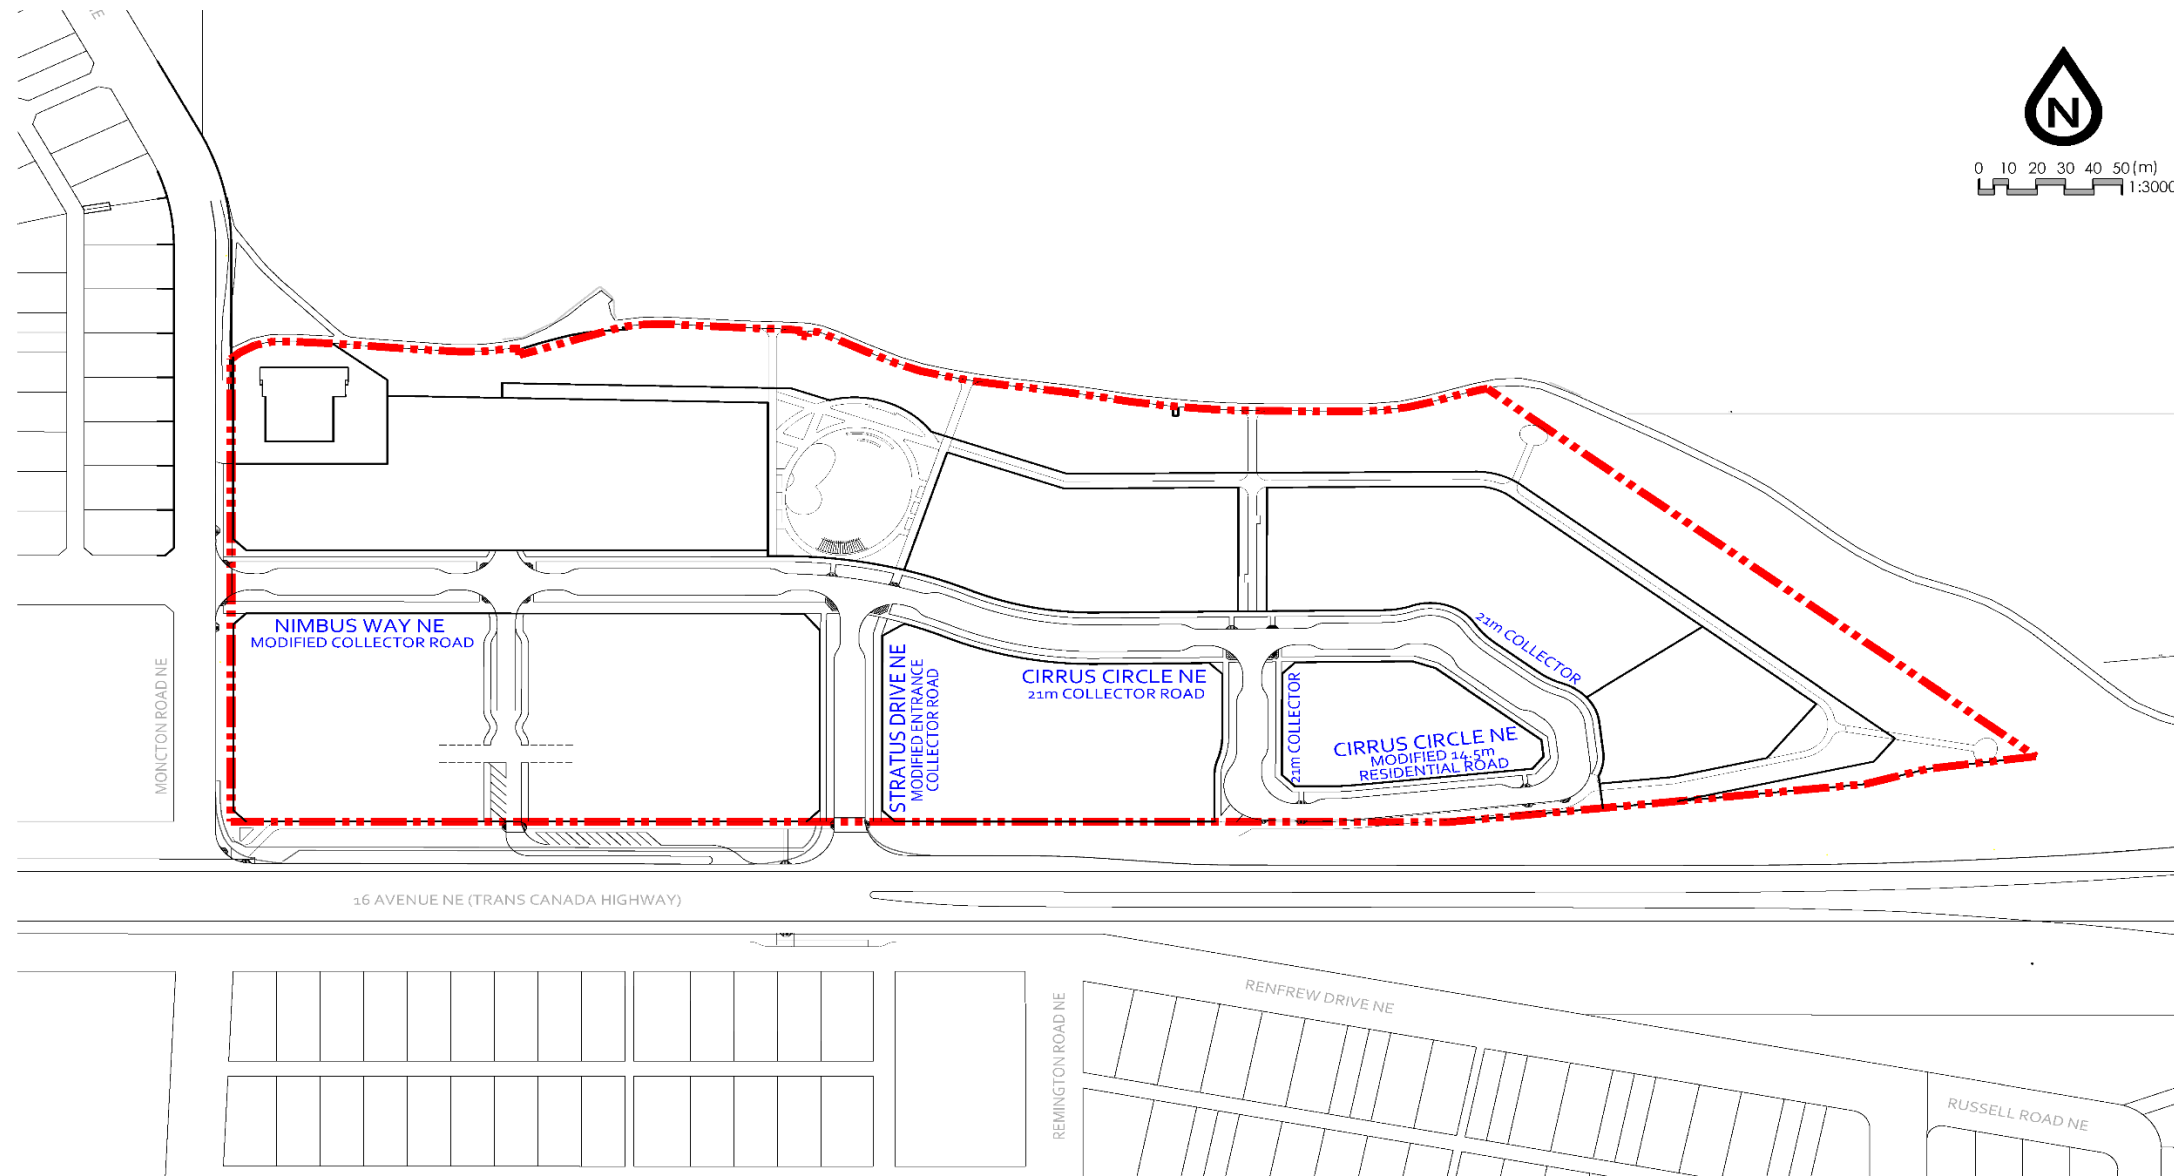 E
N
0 10 20 30 40 50(m)
1:3000
NIMBUS WAY NE
MODIFIED COLLECTOR ROAD
MONCTON ROAD NE
STRATUS DRIVE NE
MODIFIED ENTRANCE
COLLECTOR ROAD
CIRRUS CIRCLE NE
21m COLLECTOR ROAD
21m COLLECTOR
21m COLLECTOR
CIRRUS CIRCLE NE
MODIFIED 14.5m
RESIDENTIAL ROAD
16 AVENUE NE (TRANS CANADA HIGHWAY)
REMINGTON ROAD NE
RENFREW DRIVE NE
RUSSELL ROAD NE